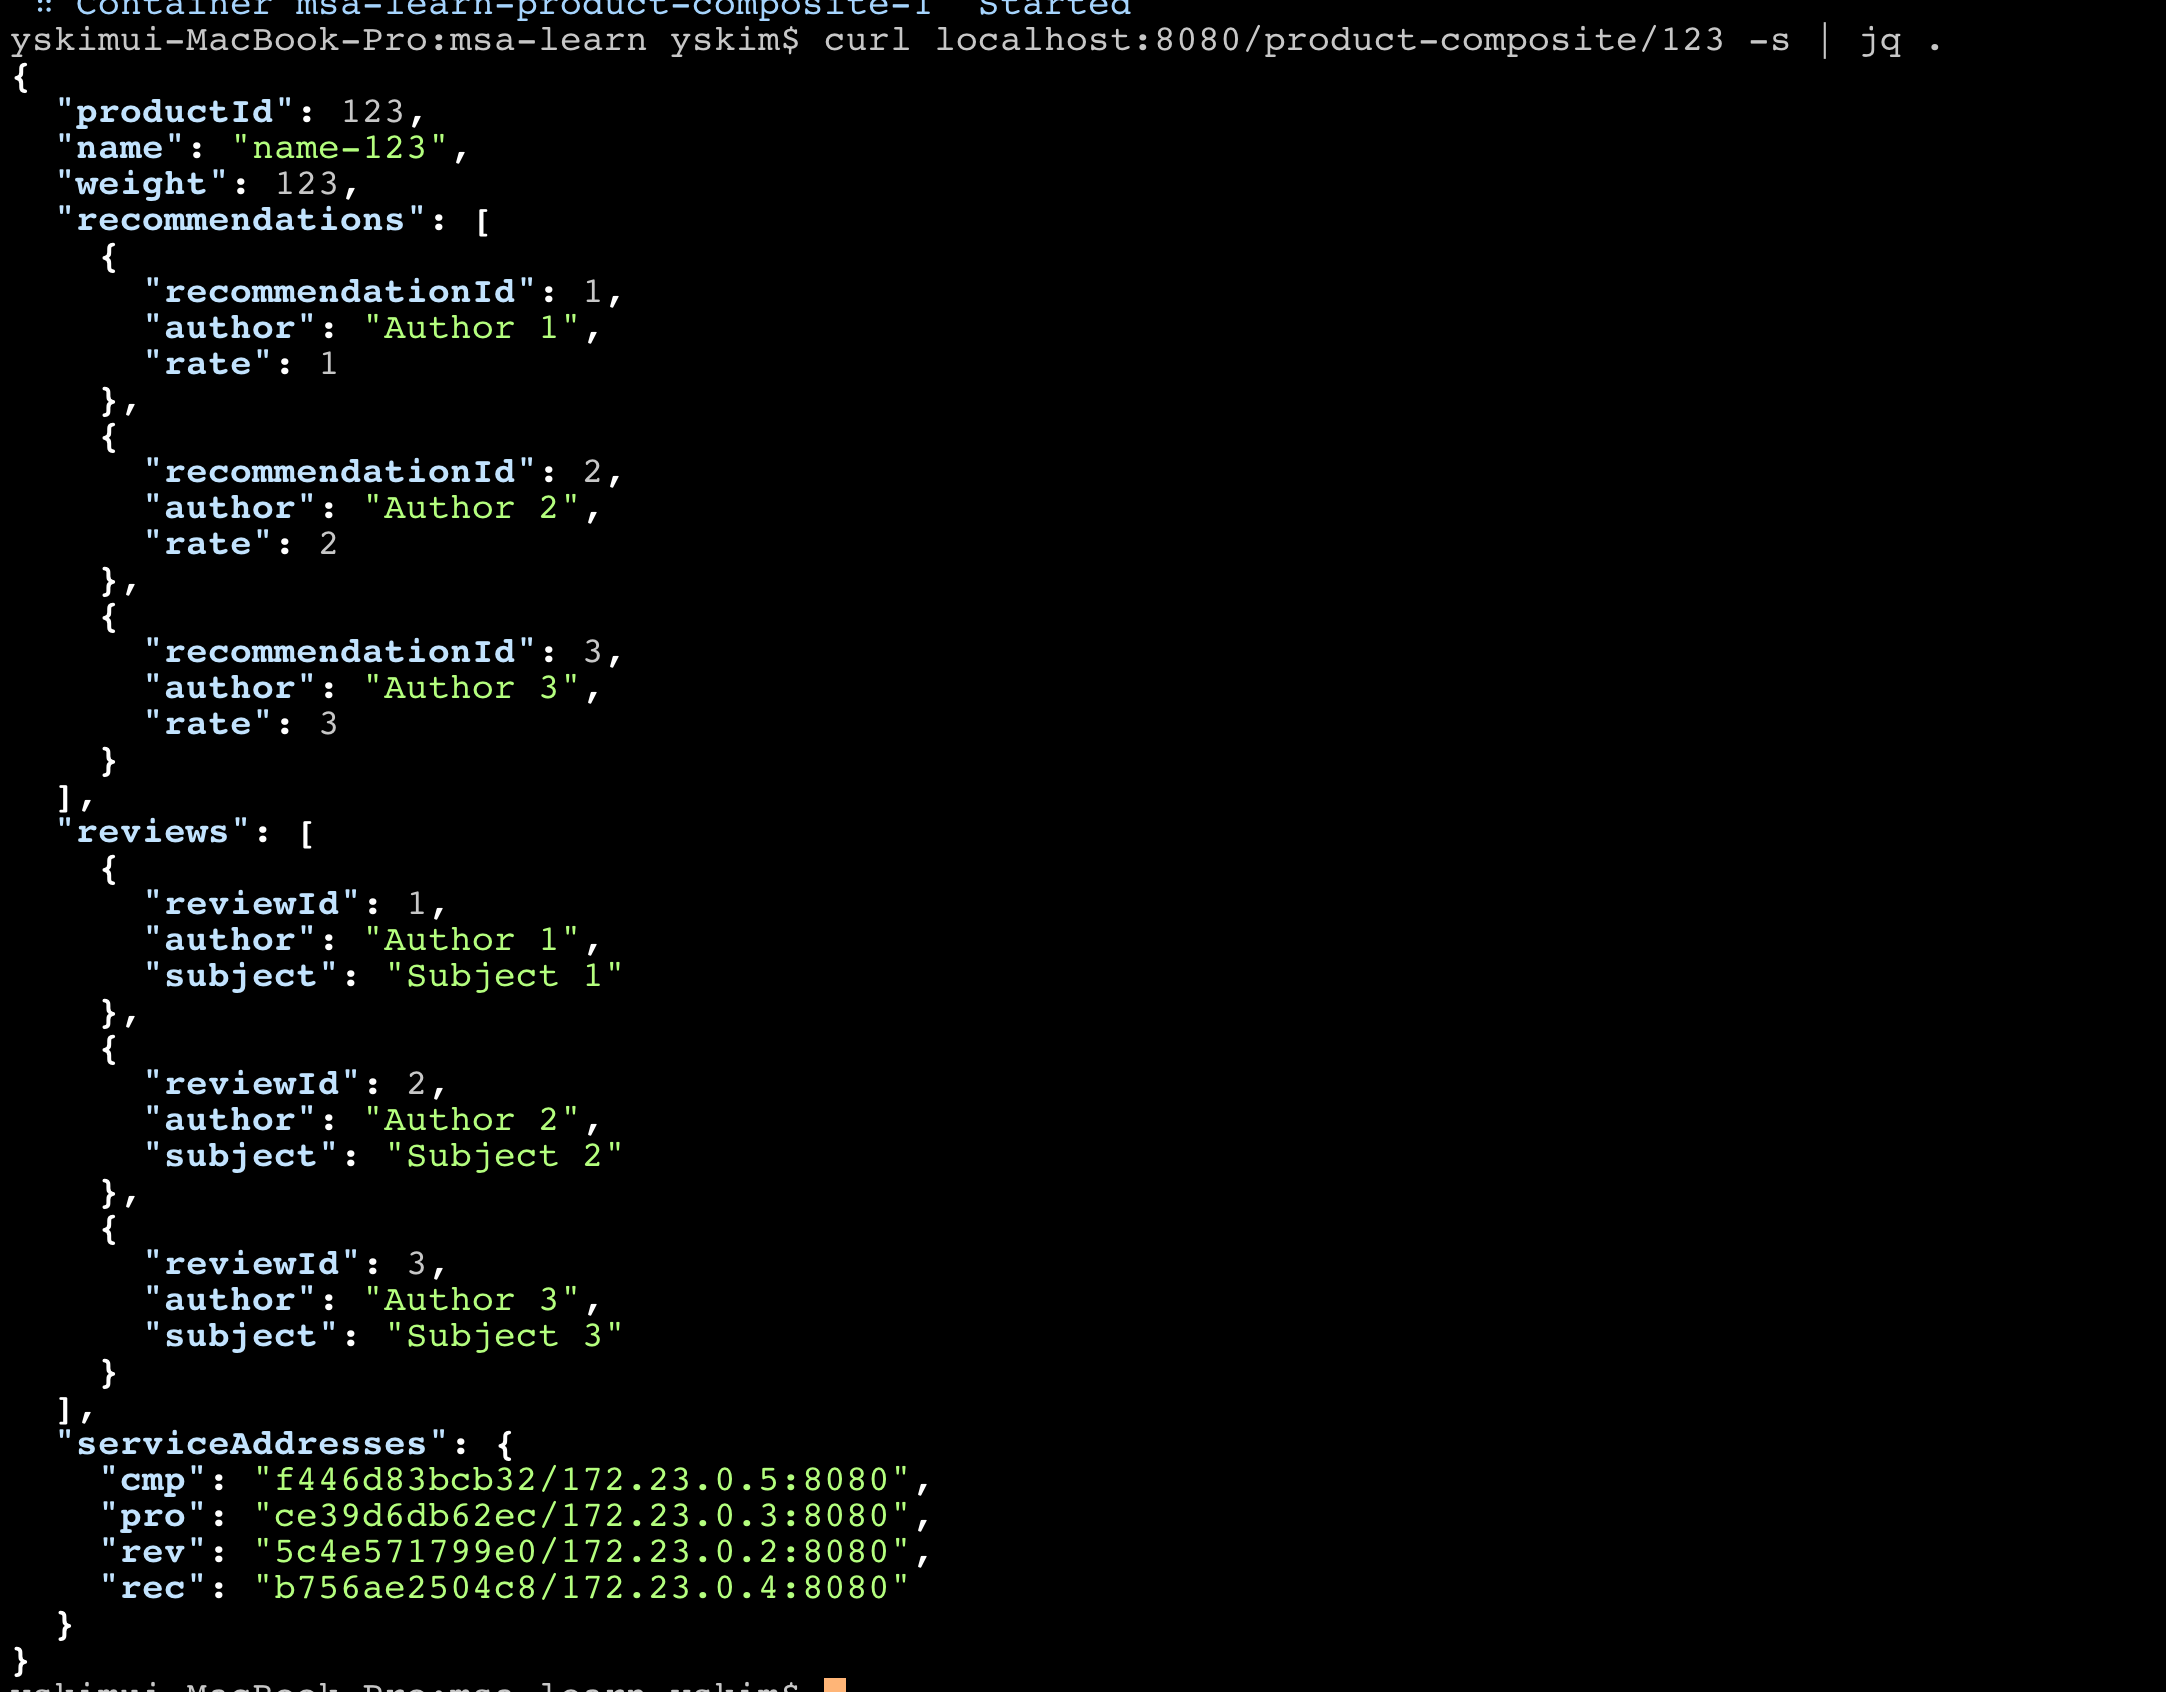 :: Container msa-learn-product-composite-1  Started
yskimui-MacBook-Pro:msa-learn yskim$ curl localhost:8080/product-composite/123 -s | jq .
{
  "productId": 123,
  "name": "name-123",
  "weight": 123,
  "recommendations": [
    {
      "recommendationId": 1,
      "author": "Author 1",
      "rate": 1
    },
    {
      "recommendationId": 2,
      "author": "Author 2",
      "rate": 2
    },
    {
      "recommendationId": 3,
      "author": "Author 3",
      "rate": 3
    }
  ],
  "reviews": [
    {
      "reviewId": 1,
      "author": "Author 1",
      "subject": "Subject 1"
    },
    {
      "reviewId": 2,
      "author": "Author 2",
      "subject": "Subject 2"
    },
    {
      "reviewId": 3,
      "author": "Author 3",
      "subject": "Subject 3"
    }
  ],
  "serviceAddresses": {
    "cmp": "f446d83bcb32/172.23.0.5:8080",
    "pro": "ce39d6db62ec/172.23.0.3:8080",
    "rev": "5c4e571799e0/172.23.0.2:8080",
    "rec": "b756ae2504c8/172.23.0.4:8080"
  }
}
yskimui-MacBook-Pro:msa-learn yskim$